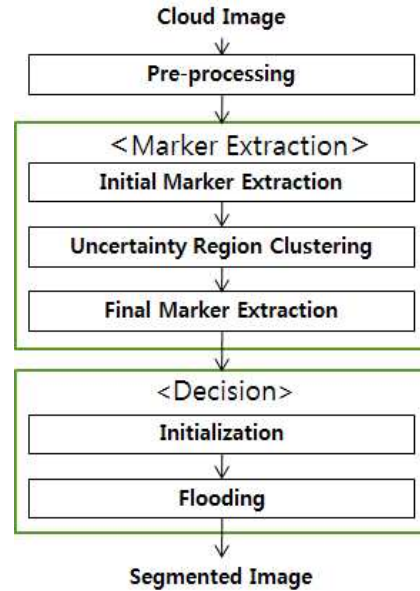 Cloud Image
Pre-processing
<Marker Extraction>
Initial Marker Extraction
Uncertainty Region Clustering
Final Marker Extraction
<Decision>
Initialization
Flooding
Segmented Image